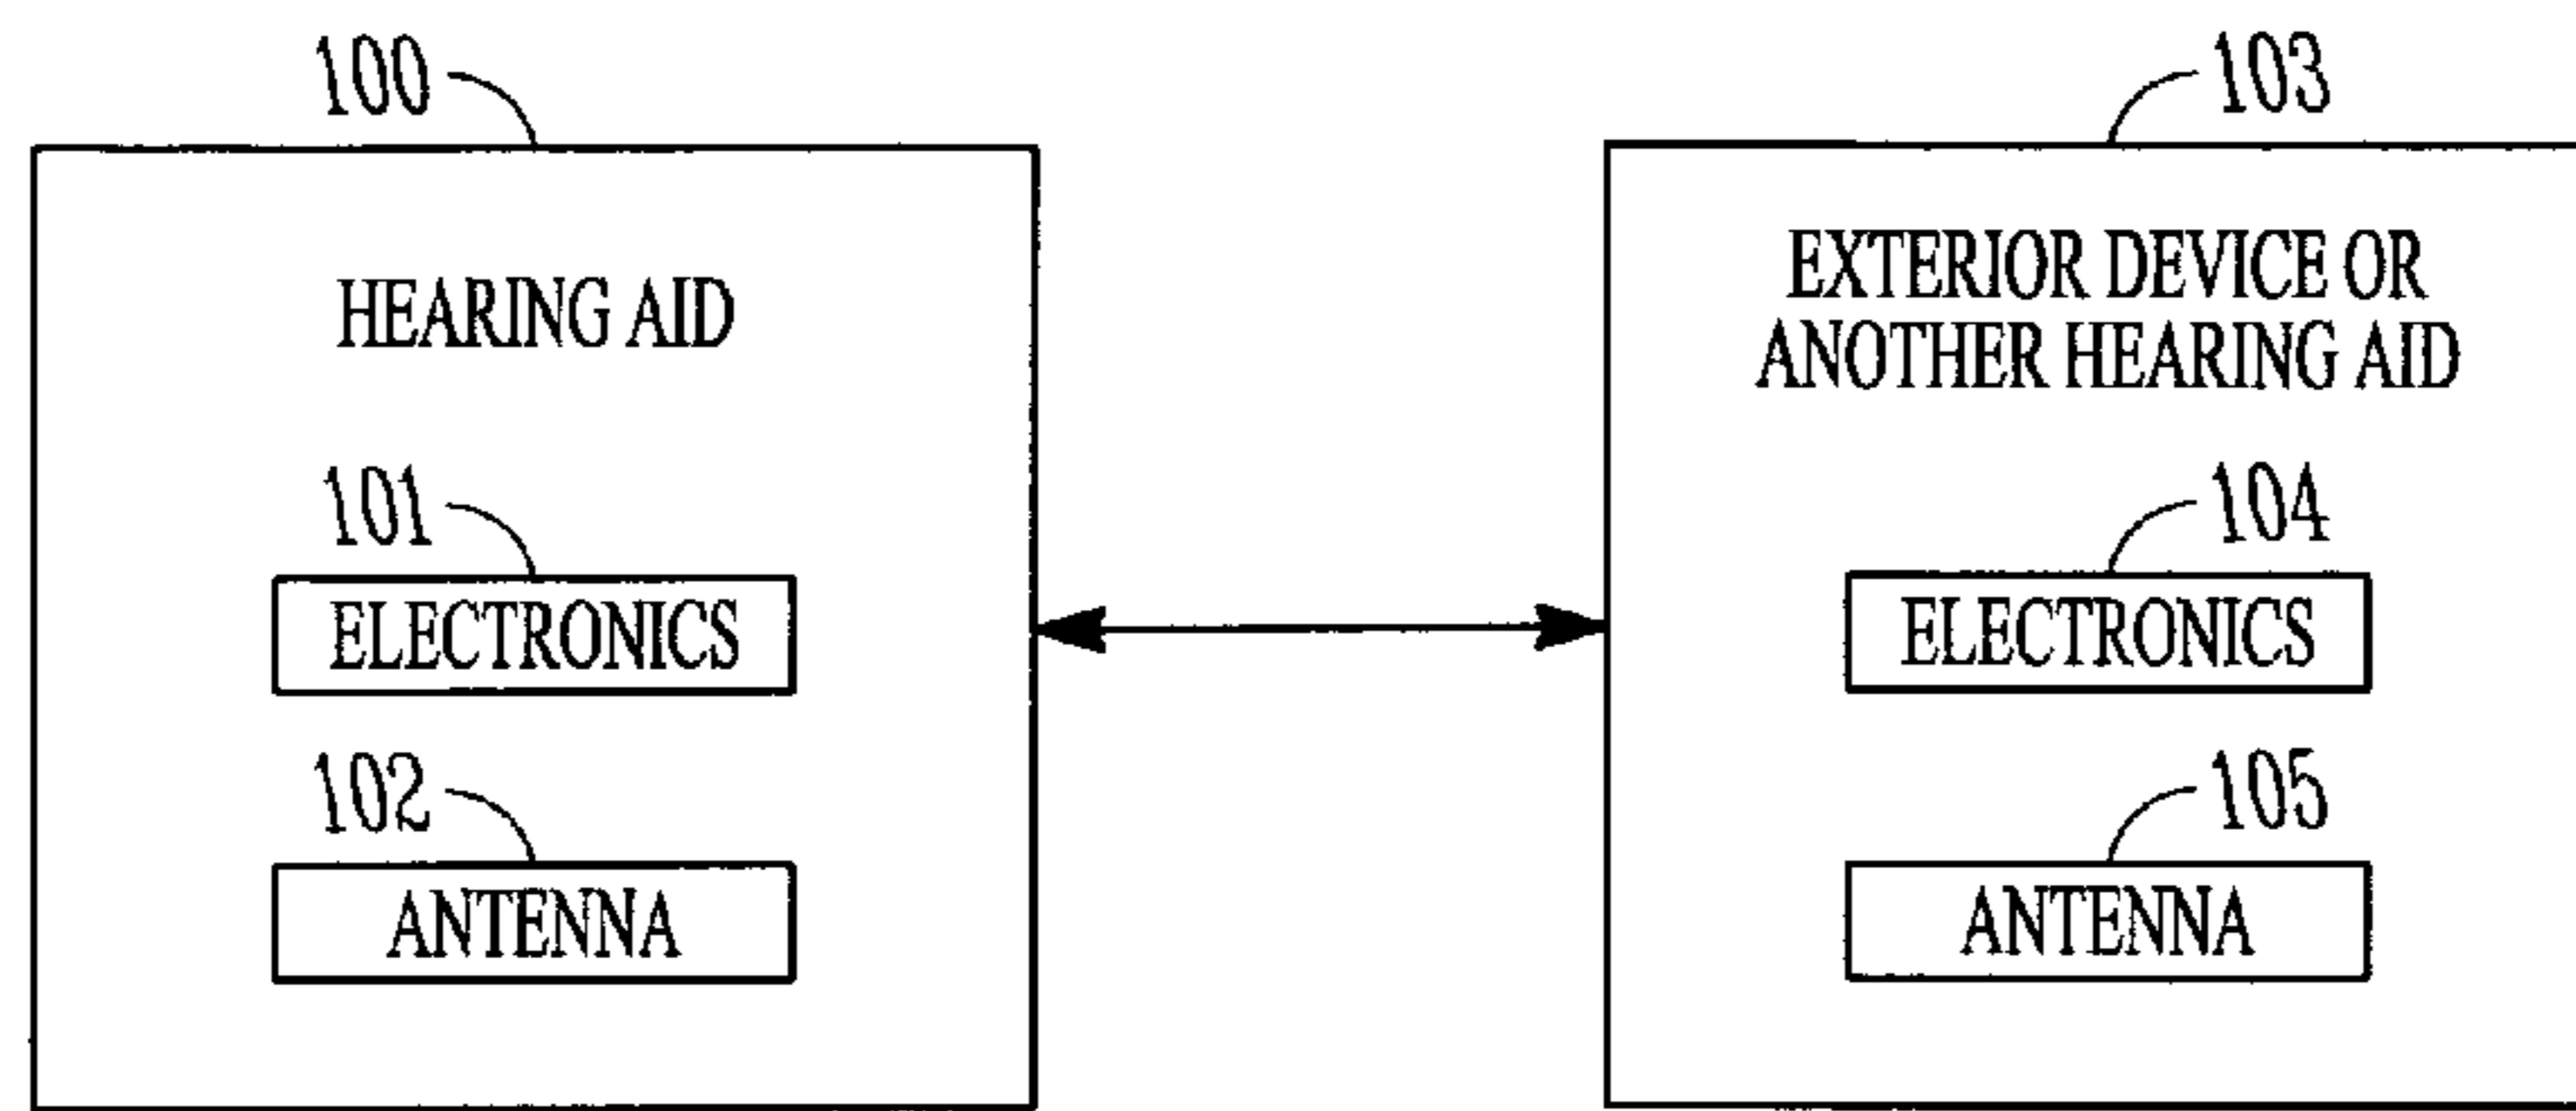 100
HEARING AID
101
ELECTRONICS
102
ANTENNA
103
EXTERIOR DEVICE OR
ANOTHER HEARING AID
104
ELECTRONICS
105
ANTENNA